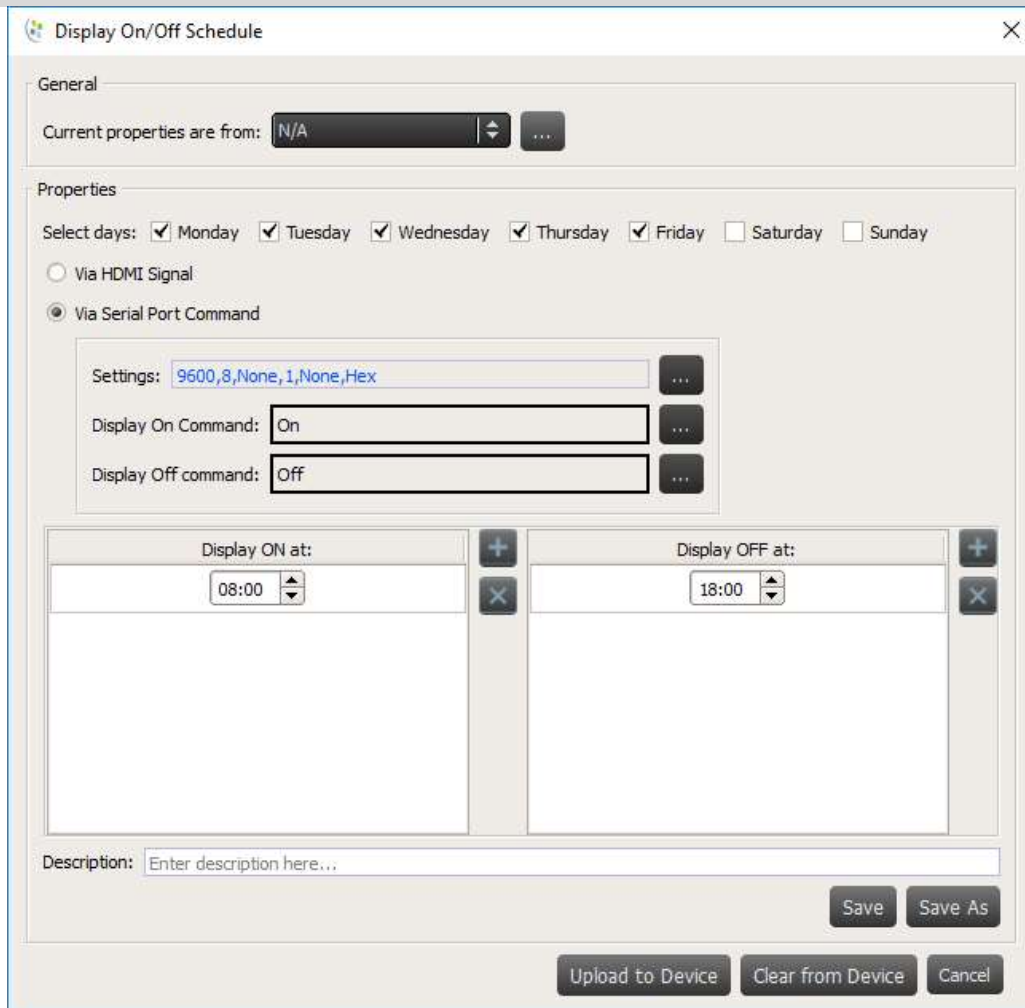 Display On/Off Schedule
General
Current properties are from: N/A ...
Properties
Select days: Monday Tuesday Wednesday Thursday Friday Saturday Sunday
Via HDMI Signal
Via Serial Port Command
Settings: 9600,8,None,1,None,Hex ...
Display On Command: On ...
Display Off command: Off ...
Display ON at: Display OFF at:
08:00 18:00
Description: Enter description here...
Save Save As
Upload to Device Clear from Device Cancel